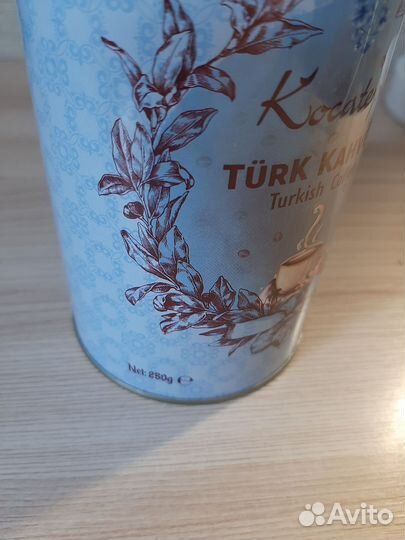 Kocate
TÜRK KAH
Turkish Co
Net: 250g ℮
Avito